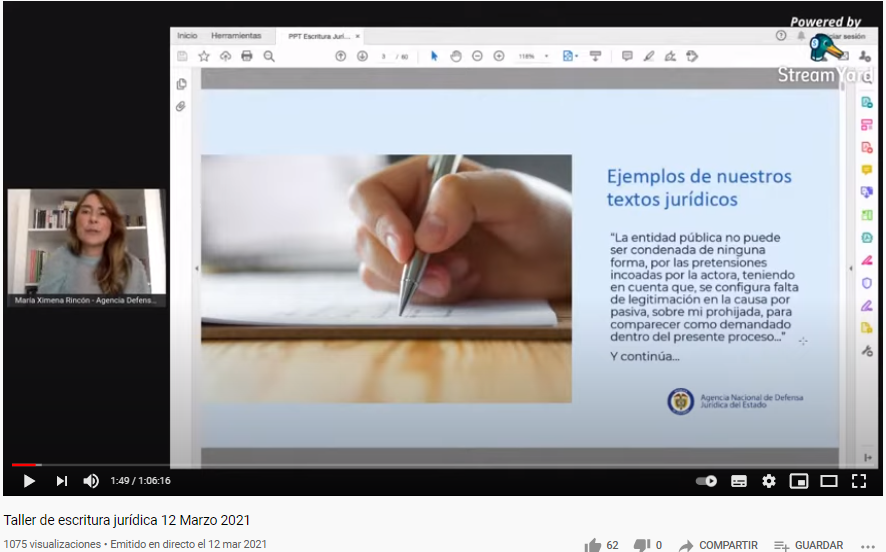 Powered by
StreamYard
Inicio Herramientas PPT Escritura Jurí... ×
3 / 60
118%
Ejemplos de nuestros
textos jurídicos
“La entidad pública no puede
ser condenada de ninguna
forma, por las pretensiones
incoadas por la actora, teniendo
en cuenta que, se configura falta
de legitimación en la causa por
pasiva, sobre mi prohijada, para
comparecer como demandado
dentro del presente proceso...”
Y continúa...
Agencia Nacional de Defensa
Jurídica del Estado
María Ximena Rincón - Agencia Defens...
1:49 / 1:06:16
Taller de escritura jurídica 12 Marzo 2021
1075 visualizaciones • Emitido en directo el 12 mar 2021
62 0 COMPARTIR GUARDAR